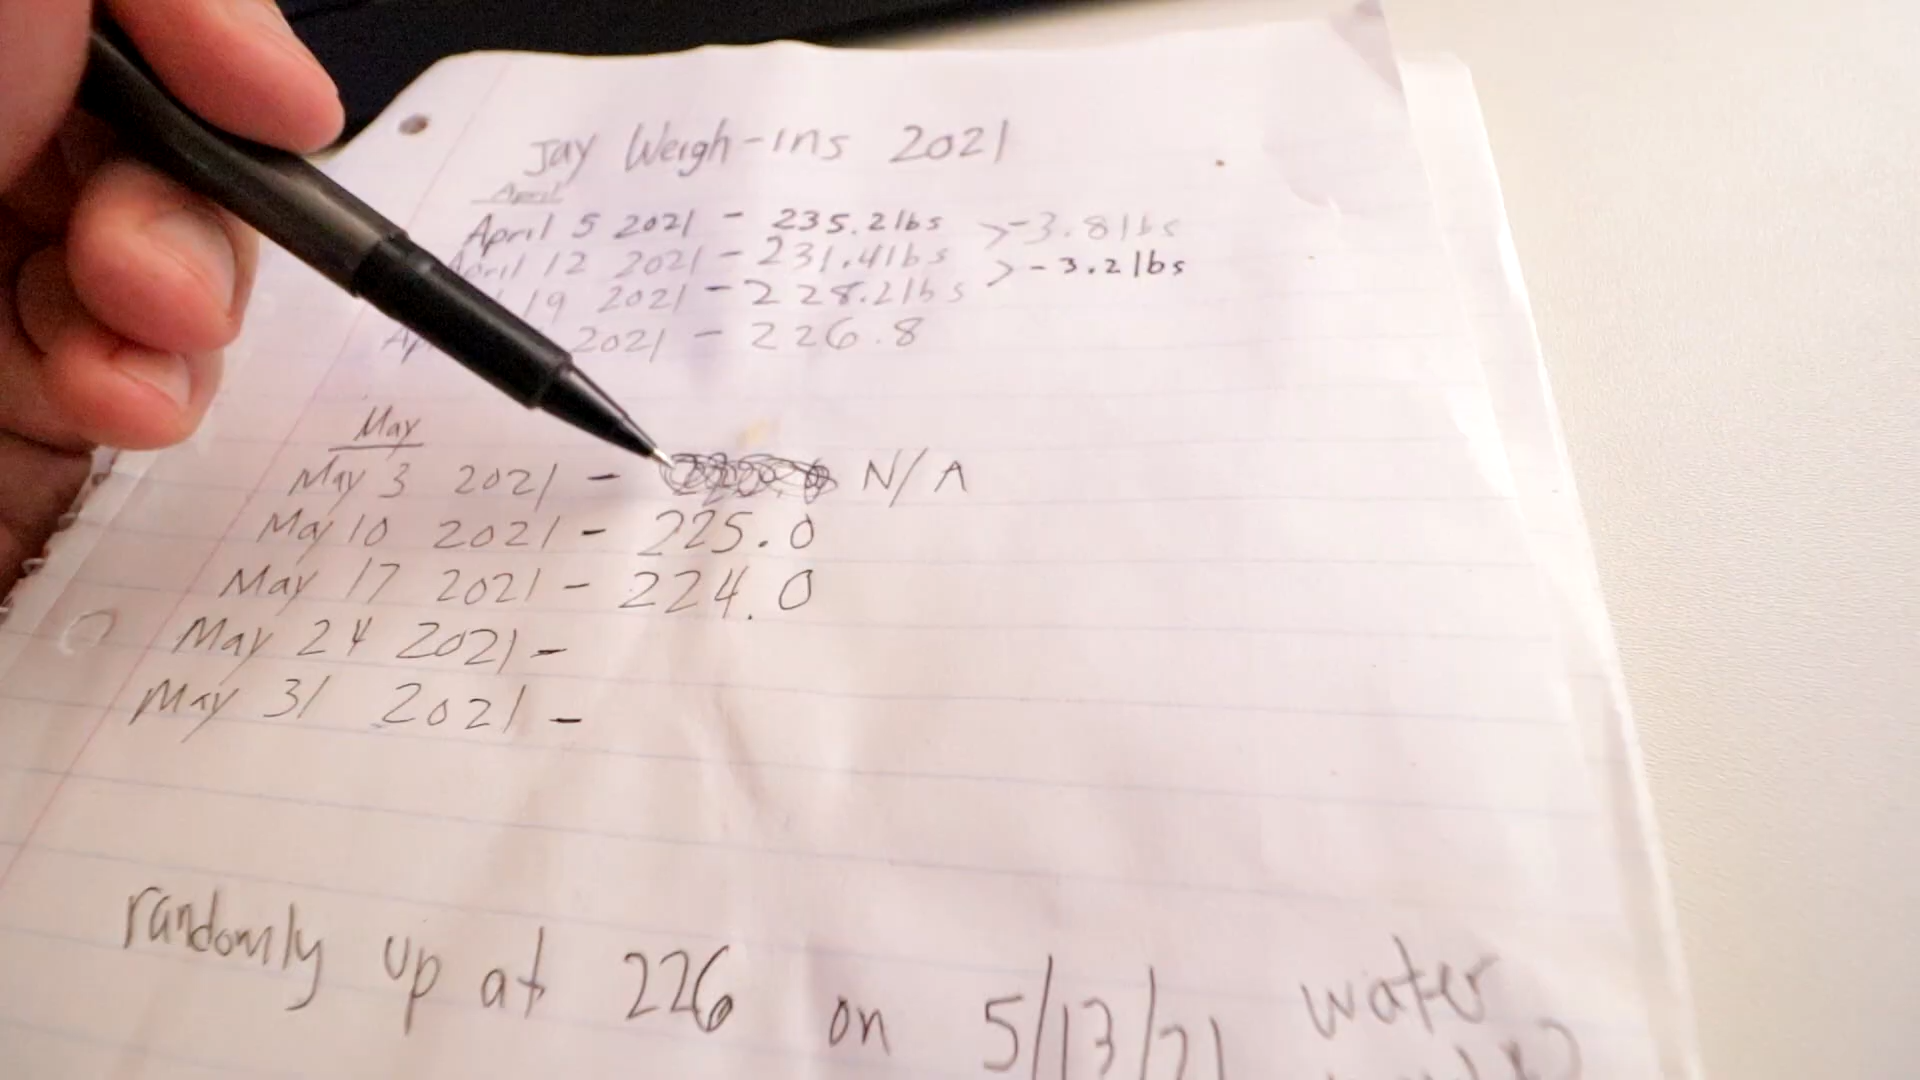 Jay Weigh-ins 2021
April
April 5 2021 - 235.2lbs >-3.8lbs
April 12 2021 - 231.4lbs >-3.2lbs
19 2021 - 228.2lbs
2021 - 226.8
May
May 3 2021 - N/A
May 10 2021 - 225.0
May 17 2021 - 224.0
May 24 2021 -
May 31 2021 -
randomly up at 226 on 5/13/21 water